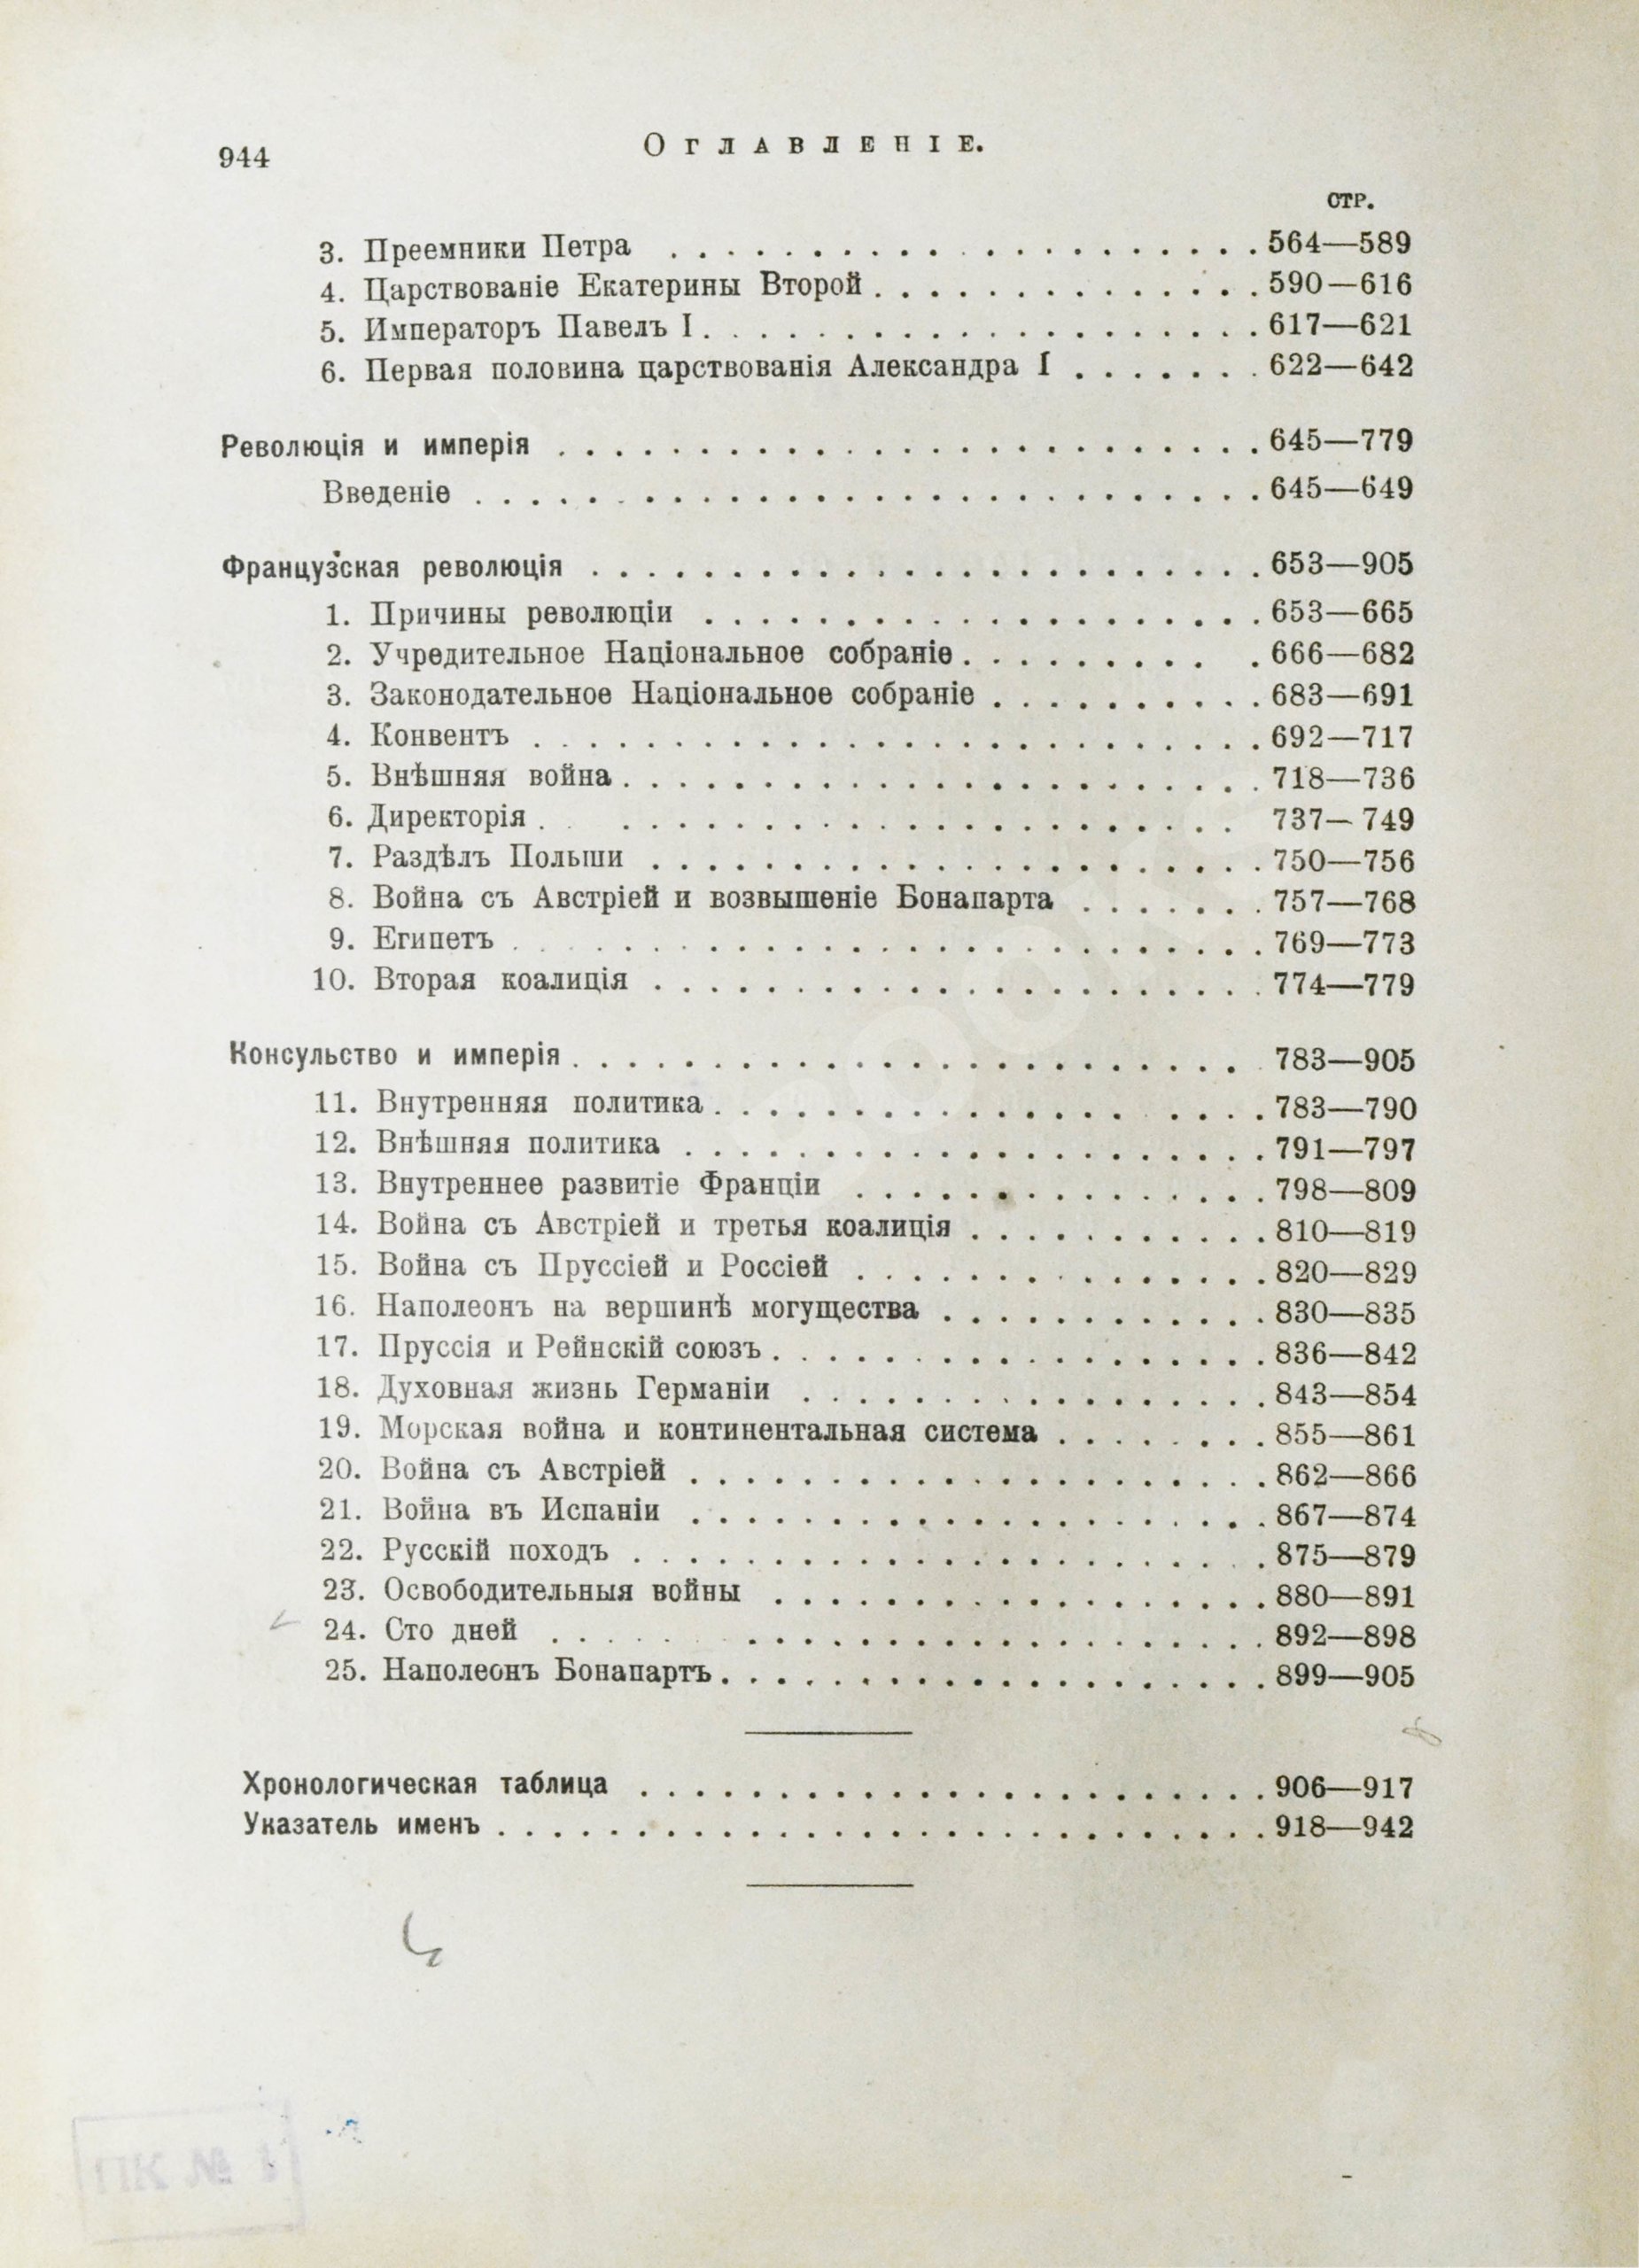 944
Оглавленіе.
стр.
3. Преемники Петра . . . . . . . . . . . . . . . . . . . . . 564—589
4. Царствованіе Екатерины Второй . . . . . . . . . . . . . . 590—616
5. Императоръ Павелъ I . . . . . . . . . . . . . . . . . . . . 617—621
6. Первая половина царствованія Александра I . . . . . . . 622—642
Революція и имперія . . . . . . . . . . . . . . . . . . . . . . . . . 645—779
Введеніе . . . . . . . . . . . . . . . . . . . . . . . . . . . . 645—649
Французская революція . . . . . . . . . . . . . . . . . . . . . . . . 653—905
1. Причины революціи . . . . . . . . . . . . . . . . . . . . 653—665
2. Учредительное Національное собраніе . . . . . . . . . . 666—682
3. Законодательное Національное собраніе . . . . . . . . . . 683—691
4. Конвентъ . . . . . . . . . . . . . . . . . . . . . . . . . . 692—717
5. Внѣшняя война . . . . . . . . . . . . . . . . . . . . . . . 718—736
6. Директорія . . . . . . . . . . . . . . . . . . . . . . . . 737—749
7. Раздѣлъ Польши . . . . . . . . . . . . . . . . . . . . . . 750—756
8. Война съ Австріей и возвышеніе Бонапарта . . . . . . . 757—768
9. Египетъ . . . . . . . . . . . . . . . . . . . . . . . . . . . 769—773
10. Вторая коалиція . . . . . . . . . . . . . . . . . . . . . . 774—779
Консульство и имперія . . . . . . . . . . . . . . . . . . . . . . . . 783—905
11. Внутренняя политика . . . . . . . . . . . . . . . . . . . 783—790
12. Внѣшняя политика . . . . . . . . . . . . . . . . . . . . . 791—797
13. Внутреннее развитіе Франціи . . . . . . . . . . . . . . . 798—809
14. Война съ Австріей и третья коалиція . . . . . . . . . . . 810—819
15. Война съ Пруссіей и Россіей . . . . . . . . . . . . . . . 820—829
16. Наполеонъ на вершинѣ могущества . . . . . . . . . . . . 830—835
17. Пруссія и Рейнскій союзъ . . . . . . . . . . . . . . . . . . 836—842
18. Духовная жизнь Германіи . . . . . . . . . . . . . . . . . 843—854
19. Морская война и континентальная система . . . . . . . . 855—861
20. Война съ Австріей . . . . . . . . . . . . . . . . . . . . . 862—866
21. Война въ Испаніи . . . . . . . . . . . . . . . . . . . . . 867—874
22. Русскій походъ . . . . . . . . . . . . . . . . . . . . . . . 875—879
23. Освободительныя войны . . . . . . . . . . . . . . . . . . 880—891
24. Сто дней . . . . . . . . . . . . . . . . . . . . . . . . 892—898
25. Наполеонъ Бонапартъ . . . . . . . . . . . . . . . . . . . . 899—905
Хронологическая таблица . . . . . . . . . . . . . . . . . . . . . . 906—917
Указатель именъ . . . . . . . . . . . . . . . . . . . . . . . . . . . 918—942
ПК № 1